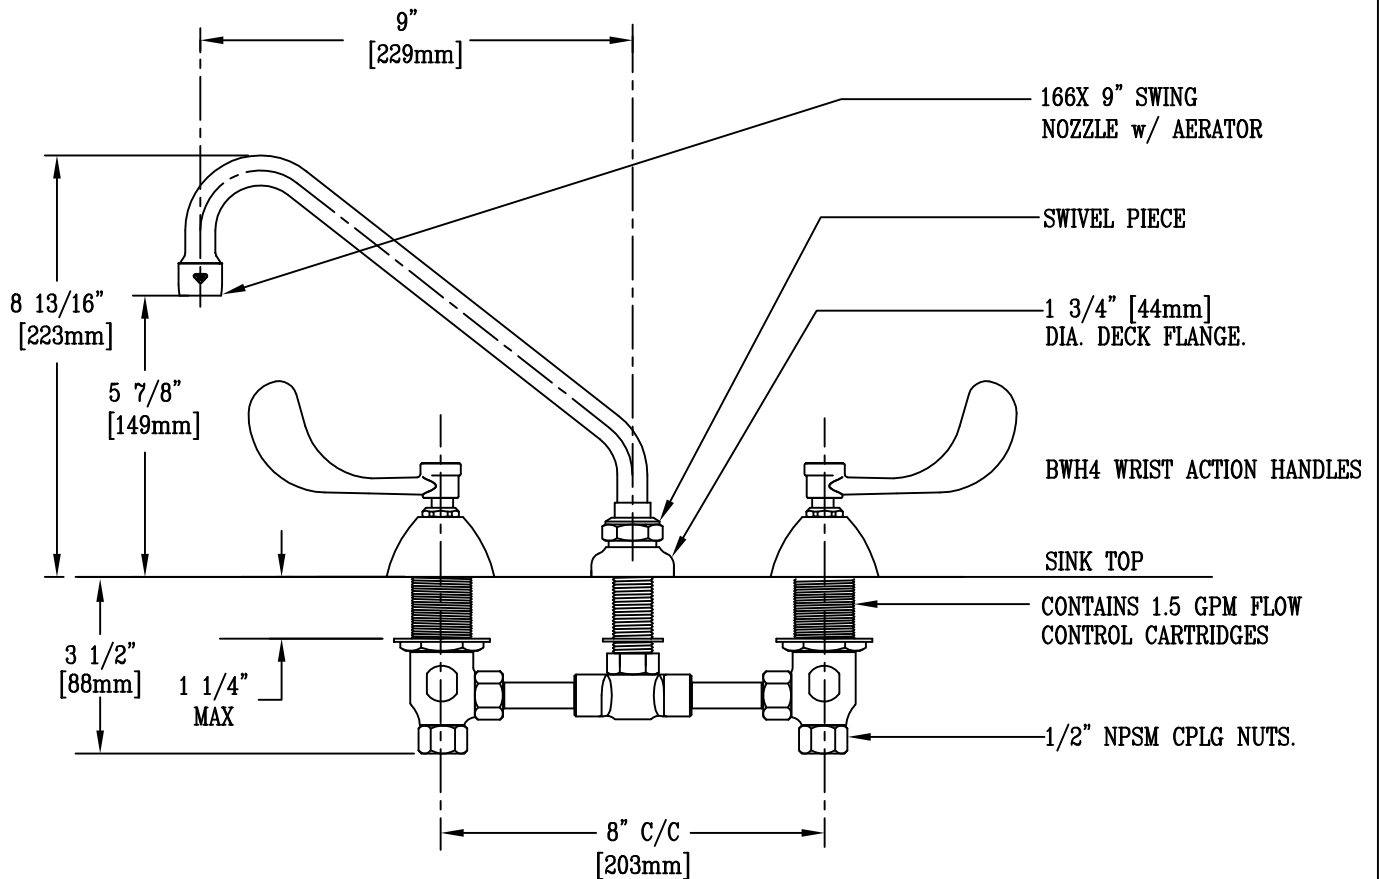 9"
[229mm]
166X 9" SWING
NOZZLE w/ AERATOR
SWIVEL PIECE
8 13/16"
[223mm]
1 3/4" [44mm]
DIA. DECK FLANGE.
5 7/8"
[149mm]
BWH4 WRIST ACTION HANDLES
SINK TOP
CONTAINS 1.5 GPM FLOW
CONTROL CARTRIDGES
3 1/2"
[88mm]
1 1/4"
MAX
1/2" NPSM CPLG NUTS.
8" C/C
[203mm]